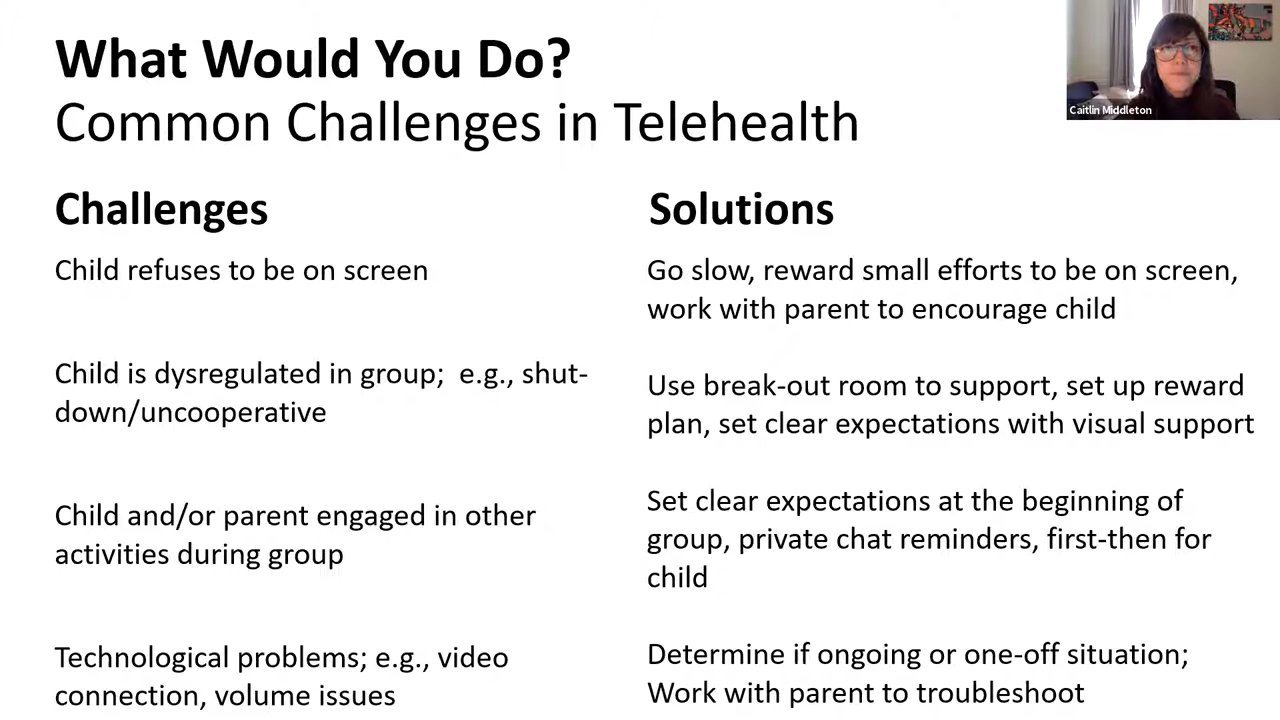 What Would You Do?
Common Challenges in Telehealth
Caitlin Middleton
Challenges
Child refuses to be on screen
Child is dysregulated in group;  e.g., shut-
down/uncooperative
Child and/or parent engaged in other
activities during group
Technological problems; e.g., video
connection, volume issues
Solutions
Go slow, reward small efforts to be on screen,
work with parent to encourage child
Use break-out room to support, set up reward
plan, set clear expectations with visual support
Set clear expectations at the beginning of
group, private chat reminders, first-then for
child
Determine if ongoing or one-off situation;
Work with parent to troubleshoot